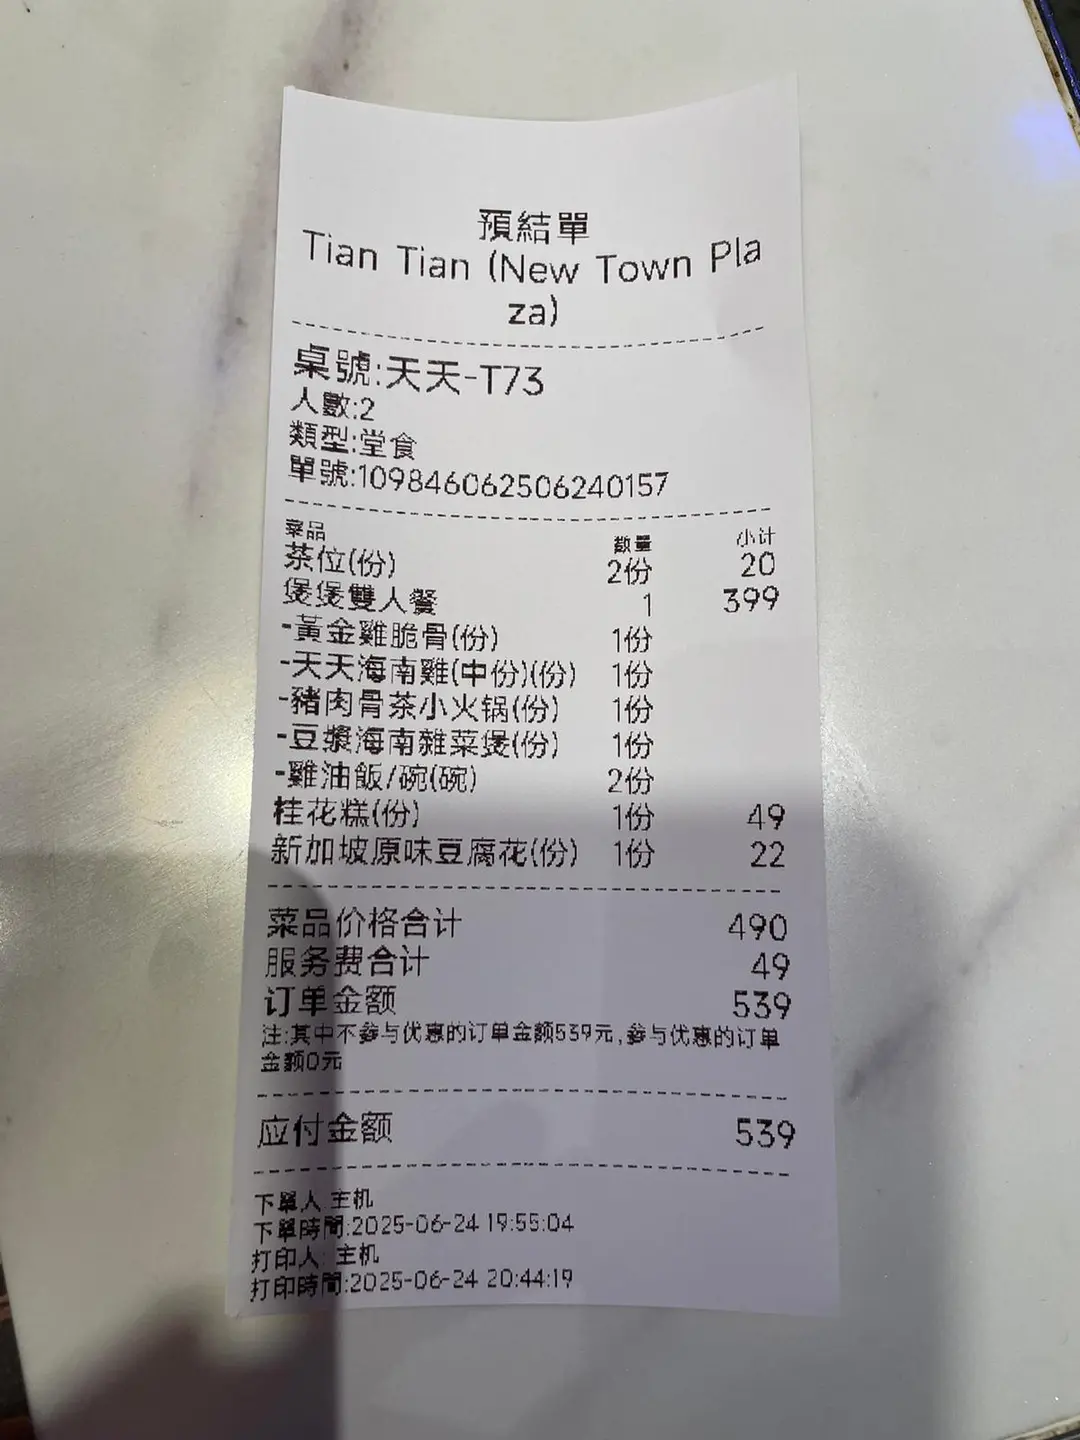 預結單
Tian Tian (New Town Pla
za)
桌號:天天-T73
人數:2
類型:堂食
單號:109846062506240157
菜品 数量 小计
茶位(份) 2份 20
煲煲雙人餐 1 399
-黃金雞脆骨(份) 1份
-天天海南雞(中份)(份) 1份
-豬肉骨茶小火锅(份) 1份
-豆漿海南雜菜煲(份) 1份
-雞油飯/碗(碗) 2份
桂花糕(份) 1份 49
新加坡原味豆腐花(份) 1份 22
菜品价格合计 490
服务费合计 49
订单金额 539
注:其中不参与优惠的订单金额539元,参与优惠的订单
金额0元
应付金额 539
下單人 主机
下單時間:2025-06-24 19:55:04
打印人: 主机
打印時間:2025-06-24 20:44:19